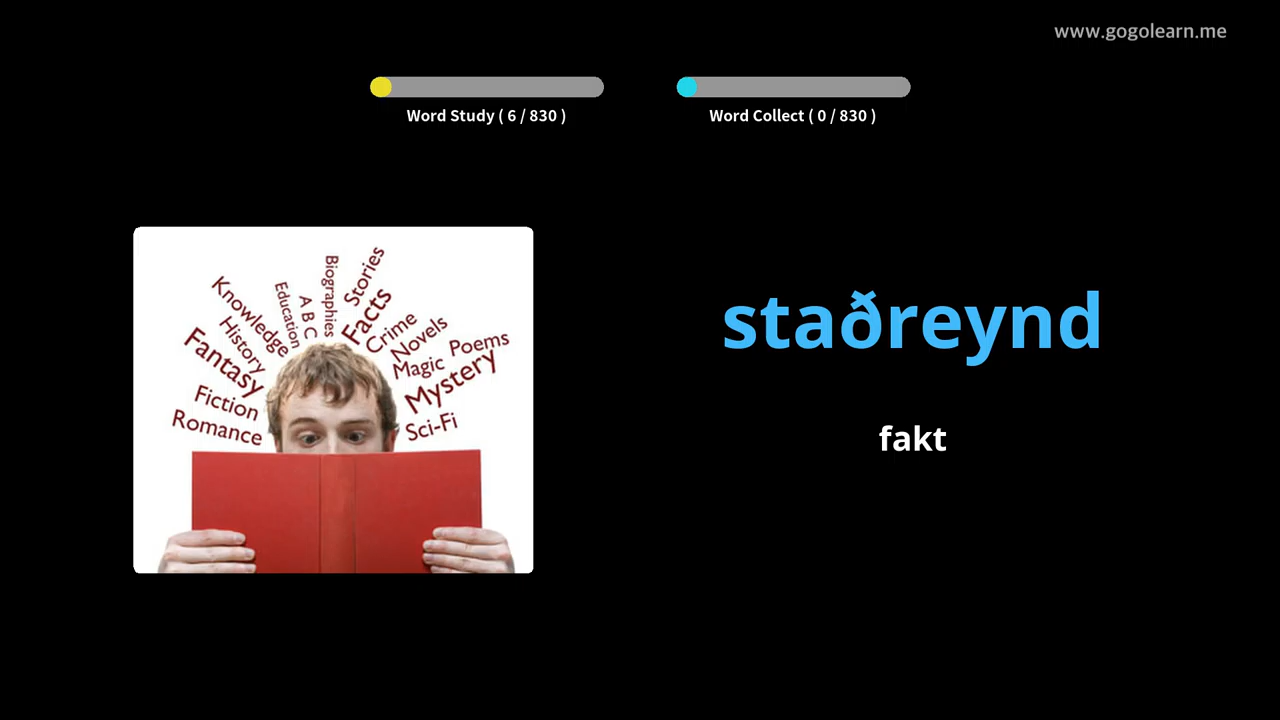 www.gogolearn.me
Word Study ( 6 / 830 )
Word Collect ( 0 / 830 )
Knowledge
History
Fantasy
Fiction
Romance
Education
A B C
Biographies
Stories
Facts
Crime
Novels
Magic
Poems
Mystery
Sci-Fi
staðreynd
fakt